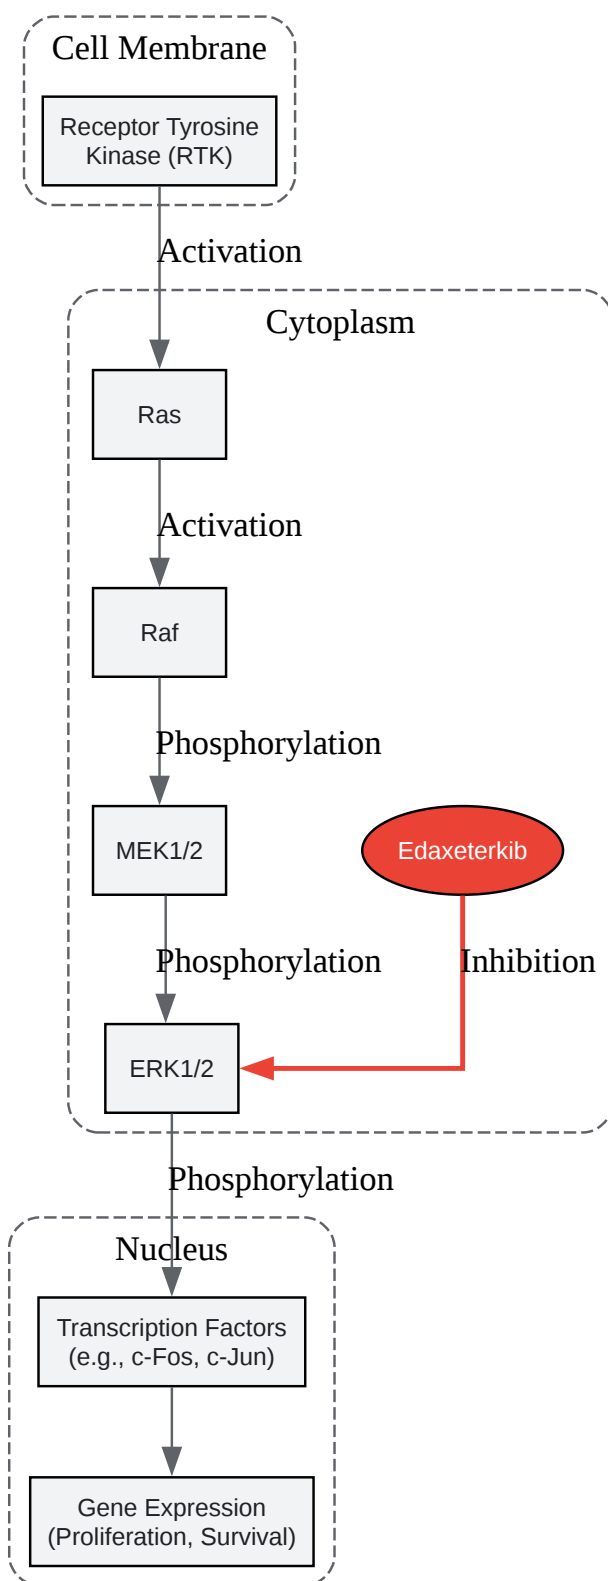 Cell Membrane
Receptor Tyrosine
Kinase (RTK)
Activation
Cytoplasm
Ras
Activation
Raf
Phosphorylation
MEK1/2
Edaxeterkib
Phosphorylation
Inhibition
ERK1/2
Phosphorylation
Nucleus
Transcription Factors
(e.g., c-Fos, c-Jun)
Gene Expression
(Proliferation, Survival)